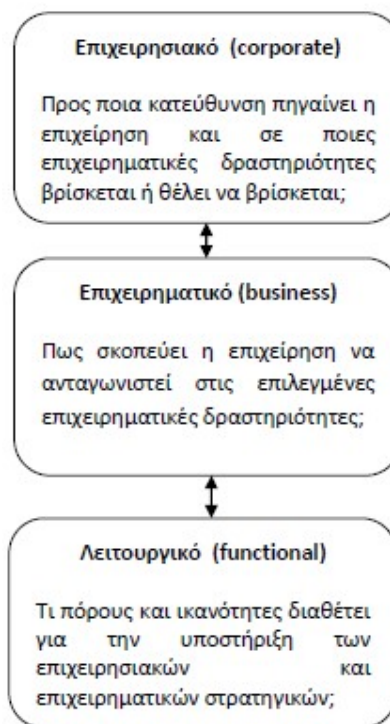 Επιχειρησιακό (corporate)
Προς ποια κατεύθυνση πηγαίνει η
επιχείρηση και σε ποιες
επιχειρηματικές δραστηριότητες
βρίσκεται ή θέλει να βρίσκεται;
Επιχειρηματικό (business)
Πως σκοπεύει η επιχείρηση να
ανταγωνιστεί στις επιλεγμένες
επιχειρηματικές δραστηριότητες;
Λειτουργικό (functional)
Τι πόρους και ικανότητες διαθέτει
για την υποστήριξη των
επιχειρησιακών και
επιχειρηματικών στρατηγικών;